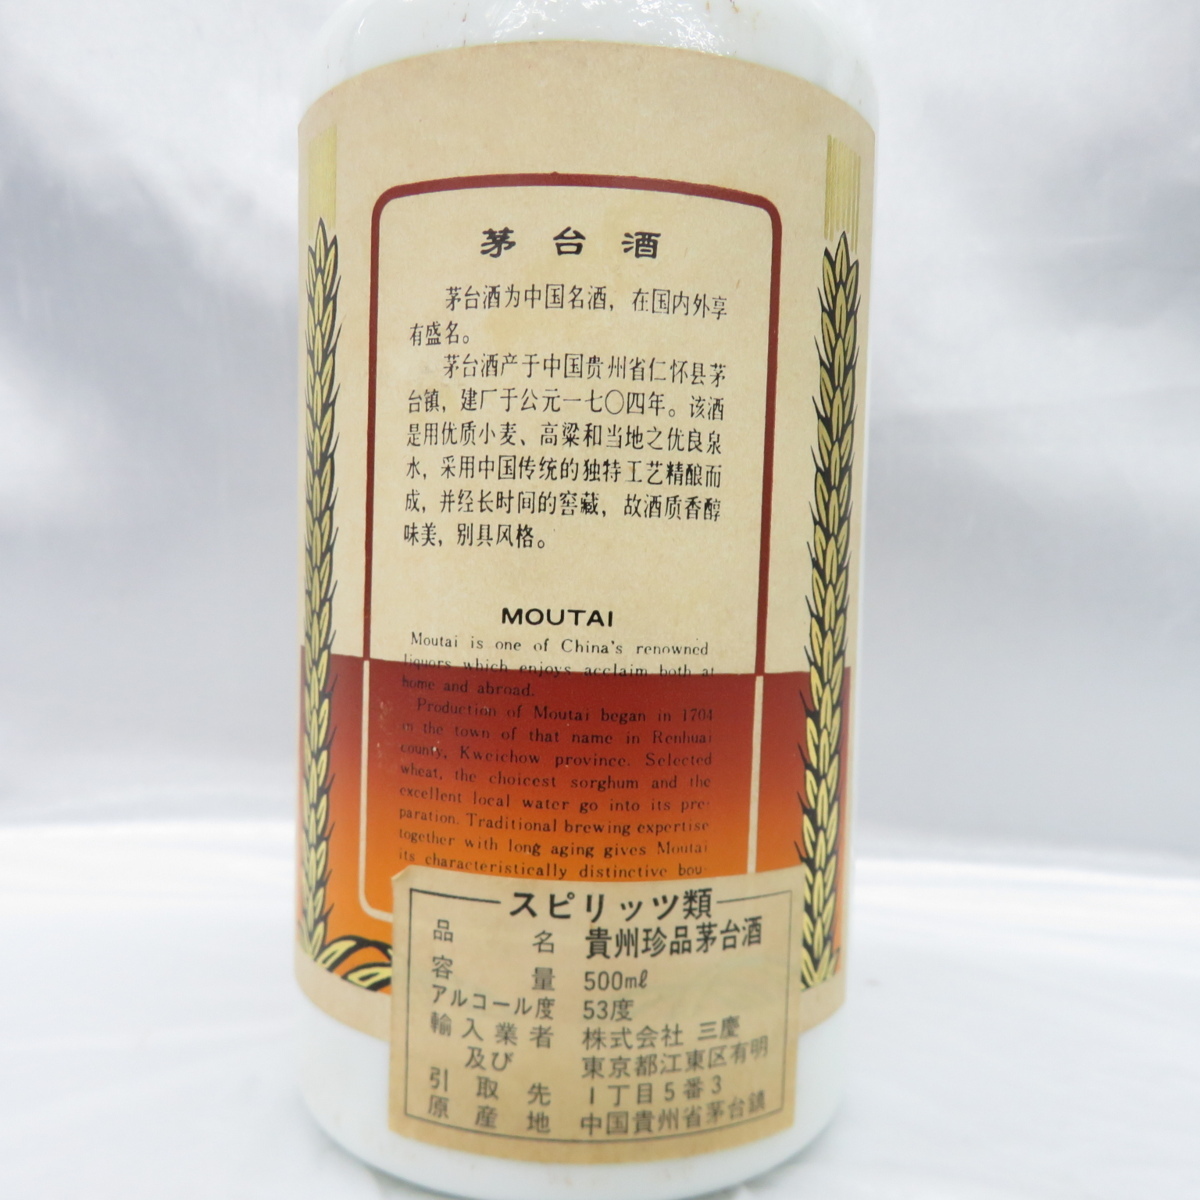 茅台酒
茅台酒为中国名酒，在国内外享
有盛名。
茅台酒产于中国贵州省仁怀县茅
台镇，建厂于公元一七〇四年。该酒
是用优质小麦、高粱和当地之优良泉
水，采用中国传统的独特工艺精酿而
成，并经长时间的窖藏，故酒质香醇
味美，别具风格。
MOUTAI
Moutai is one of China's renowned
liquors which enjoys acclaim both at
home and abroad.
Production of Moutai began in 1704
in the town of that name in Renhuai
county, Kweichow province. Selected
wheat, the choicest sorghum and the
excellent local water go into its pre-
paration. Traditional brewing expertise
together with long aging gives Moutai
its characteristically distinctive bou-
スピリッツ類
品名 貴州珍品茅台酒
容量 500mℓ
アルコール度 53度
輸入業者 株式会社 三慶
及び 東京都江東区有明
引取先 1丁目5番3
原産地 中国貴州省茅台鎮